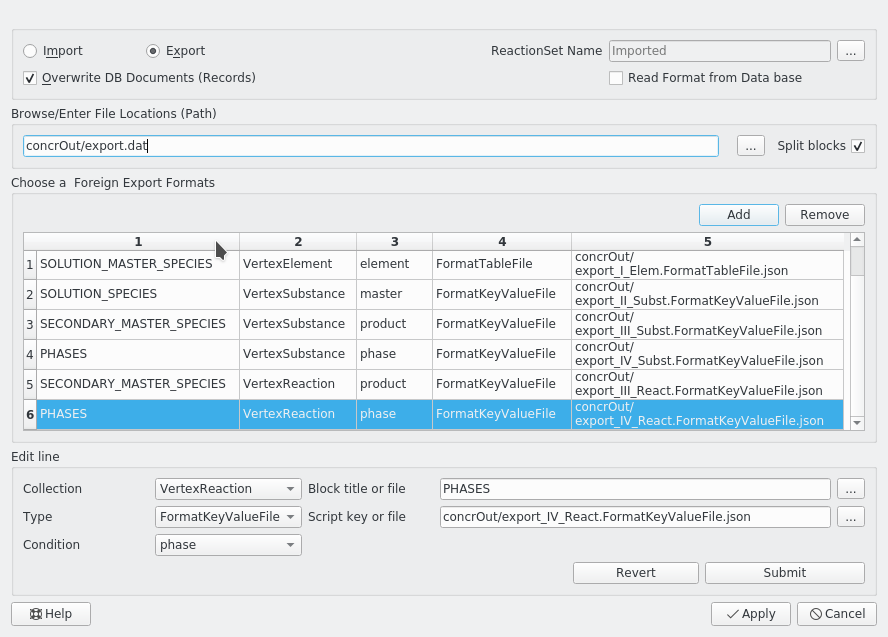 Import Export ReactionSet Name Imported ...
Overwrite DB Documents (Records) Read Format from Data base
Browse/Enter File Locations (Path)
concrOut/export.dat ... Split blocks
Choose a Foreign Export Formats
Add Remove
1 2 3 4 5
1 SOLUTION_MASTER_SPECIES VertexElement element FormatTableFile concrOut/
export_I_Elem.FormatTableFile.json
2 SOLUTION_SPECIES VertexSubstance master FormatKeyValueFile concrOut/
export_II_Subst.FormatKeyValueFile.json
3 SECONDARY_MASTER_SPECIES VertexSubstance product FormatKeyValueFile concrOut/
export_III_Subst.FormatKeyValueFile.json
4 PHASES VertexSubstance phase FormatKeyValueFile concrOut/
export_IV_Subst.FormatKeyValueFile.json
5 SECONDARY_MASTER_SPECIES VertexReaction product FormatKeyValueFile concrOut/
export_III_React.FormatKeyValueFile.json
6 PHASES VertexReaction phase FormatKeyValueFile concrOut/
export_IV_React.FormatKeyValueFile.json
Edit line
Collection VertexReaction Block title or file PHASES ...
Type FormatKeyValueFile Script key or file concrOut/export_IV_React.FormatKeyValueFile.json ...
Condition phase
Revert Submit
Help Apply Cancel